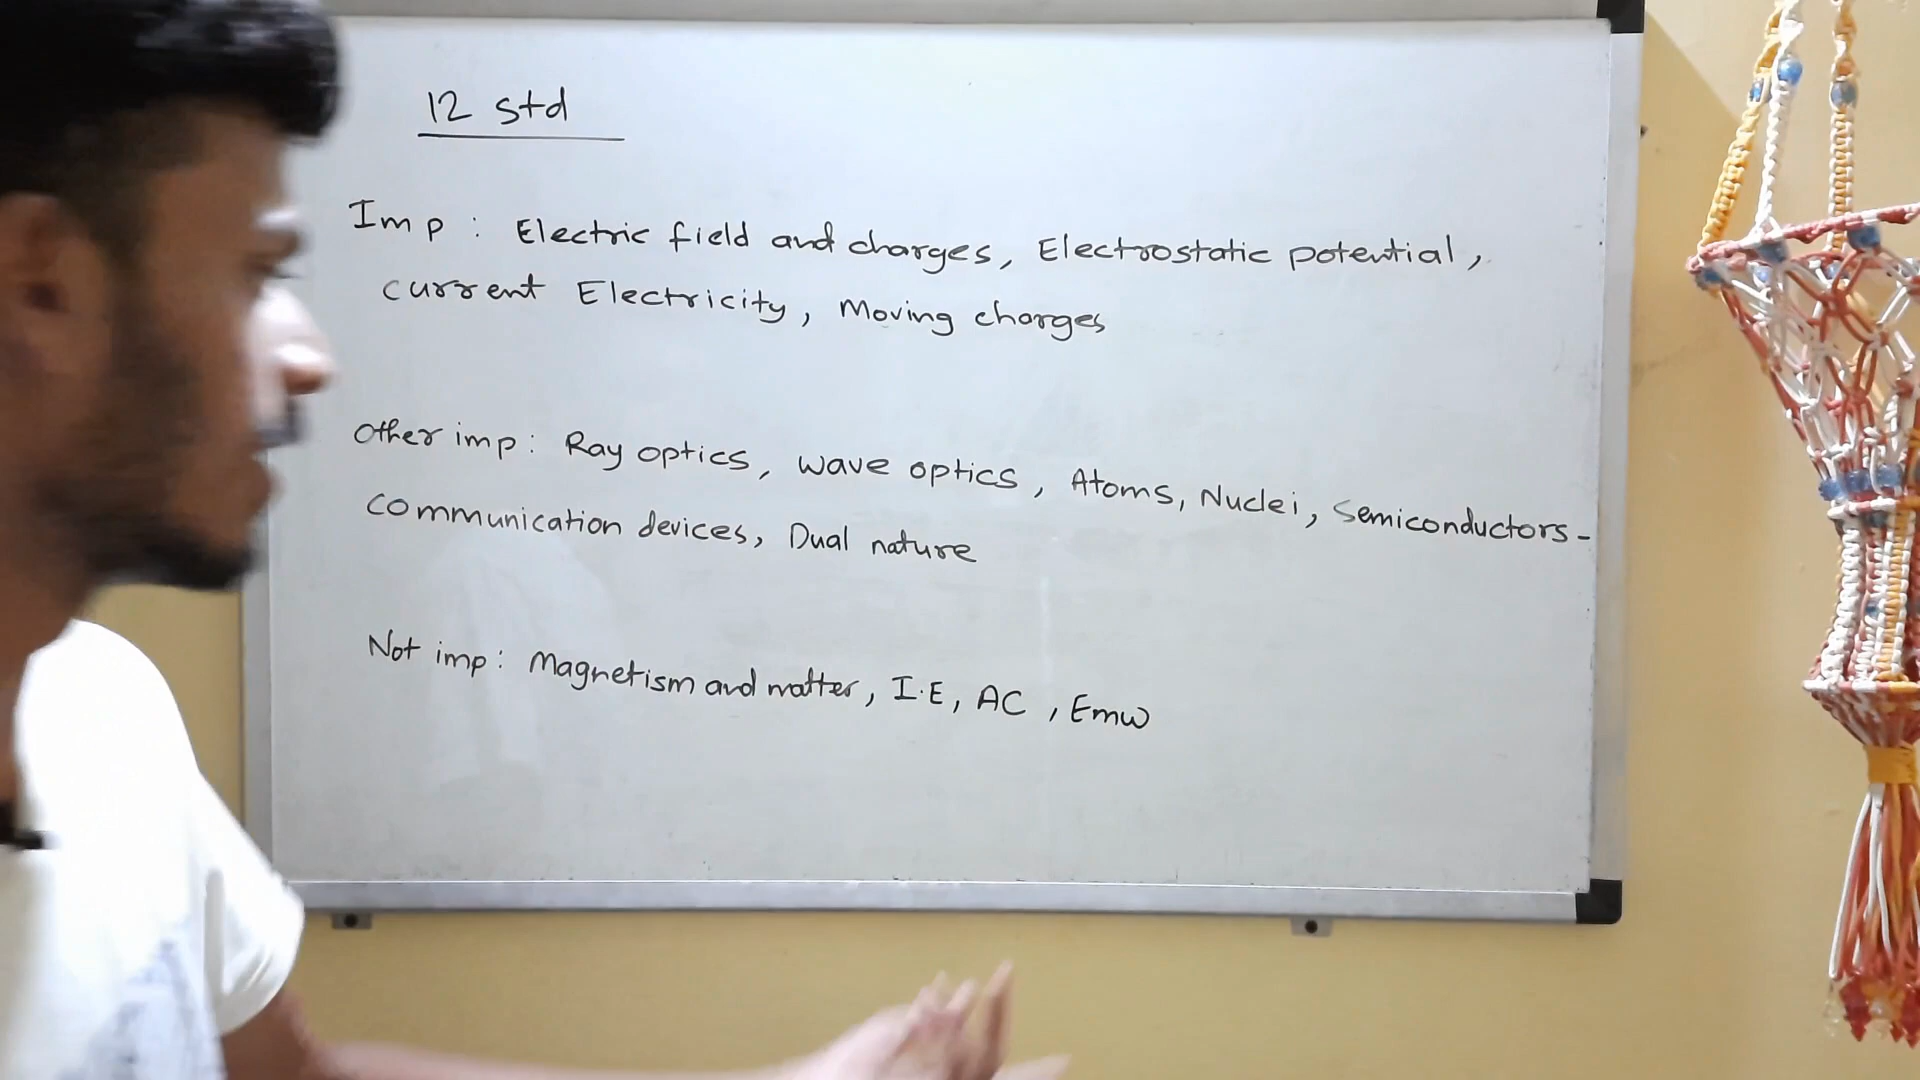 12 std
Imp : Electric field and charges, Electrostatic potential,
current Electricity, Moving charges
Other imp: Ray optics, wave optics, Atoms, Nuclei, Semiconductors-
communication devices, Dual nature
Not imp: Magnetism and matter, I.E, AC, Emw